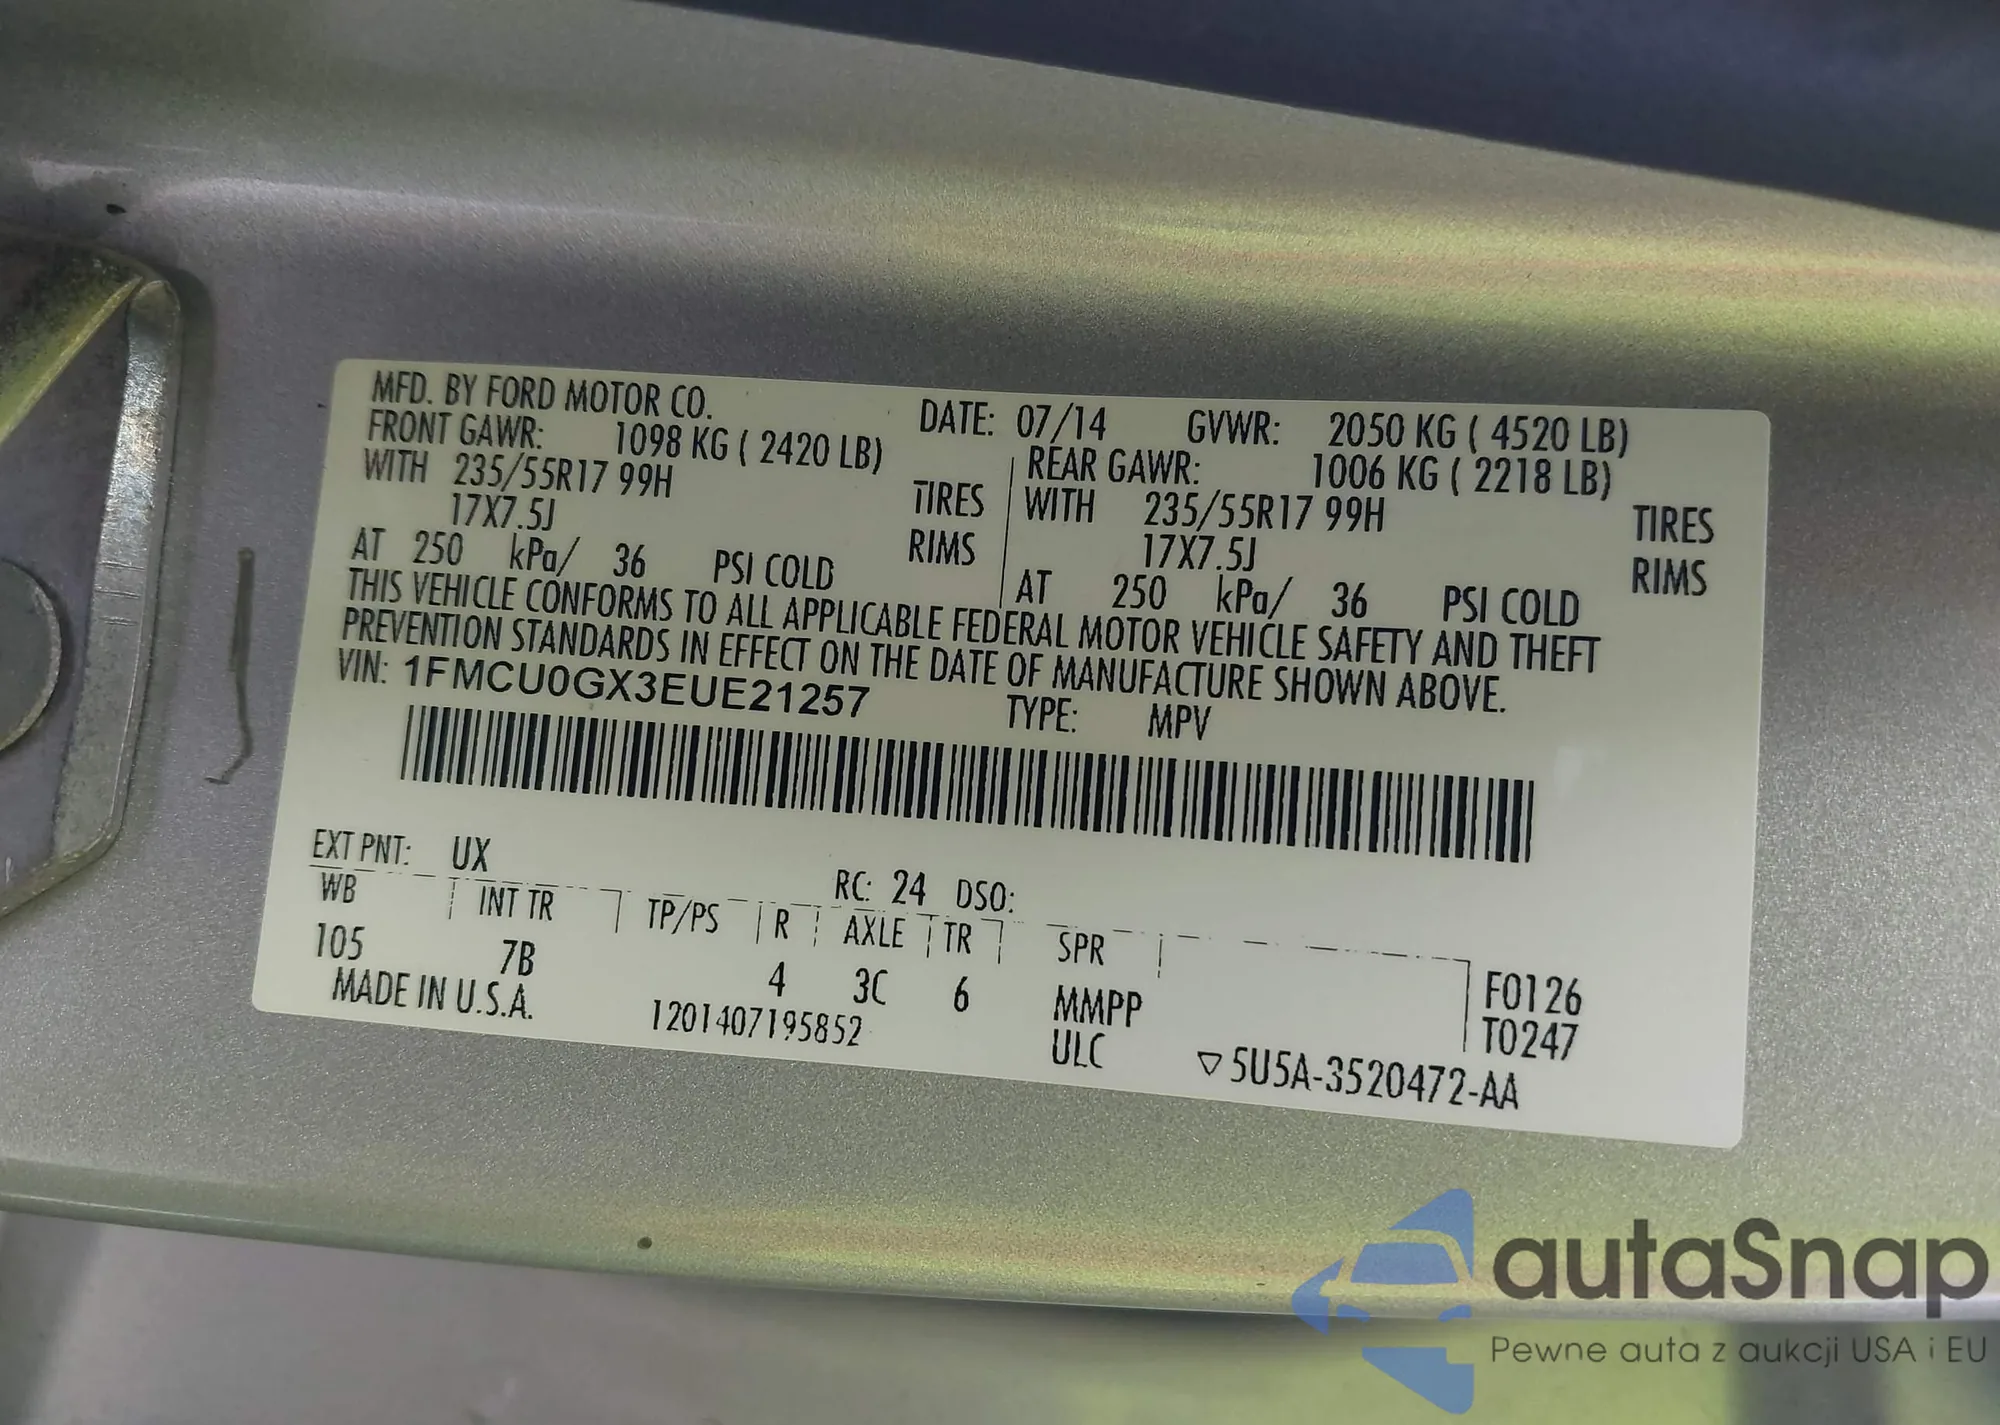 MFD. BY FORD MOTOR CO. DATE: 07/14 GVWR: 2050 KG ( 4520 LB)
FRONT GAWR: 1098 KG ( 2420 LB) REAR GAWR: 1006 KG ( 2218 LB)
WITH 235/55R17 99H TIRES WITH 235/55R17 99H TIRES
17X7.5J RIMS 17X7.5J RIMS
AT 250 kPa/ 36 PSI COLD AT 250 kPa/ 36 PSI COLD
THIS VEHICLE CONFORMS TO ALL APPLICABLE FEDERAL MOTOR VEHICLE SAFETY AND THEFT
PREVENTION STANDARDS IN EFFECT ON THE DATE OF MANUFACTURE SHOWN ABOVE.
VIN: 1FMCU0GX3EUE21257 TYPE: MPV
EXT PNT: UX RC: 24 DSO:
WB INT TR TP/PS R AXLE TR SPR
105 7B 4 3C 6 MMPP F0126
MADE IN U.S.A. 1201407195852 ULC T0247
▽5U5A-3520472-AA
autaSnap
Pewne auta z aukcji USA i EU